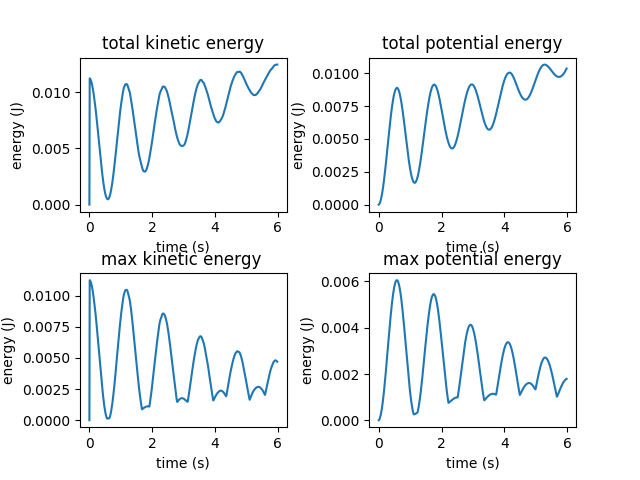 total kinetic energy
total potential energy
energy (J)
0.010
0.005
0.000
0 2 4 6
time (s)
energy (J)
0.0100
0.0075
0.0050
0.0025
0.0000
0 2 4 6
time (s)
max kinetic energy
max potential energy
energy (J)
0.0100
0.0075
0.0050
0.0025
0.0000
0 2 4 6
time (s)
energy (J)
0.006
0.004
0.002
0.000
0 2 4 6
time (s)